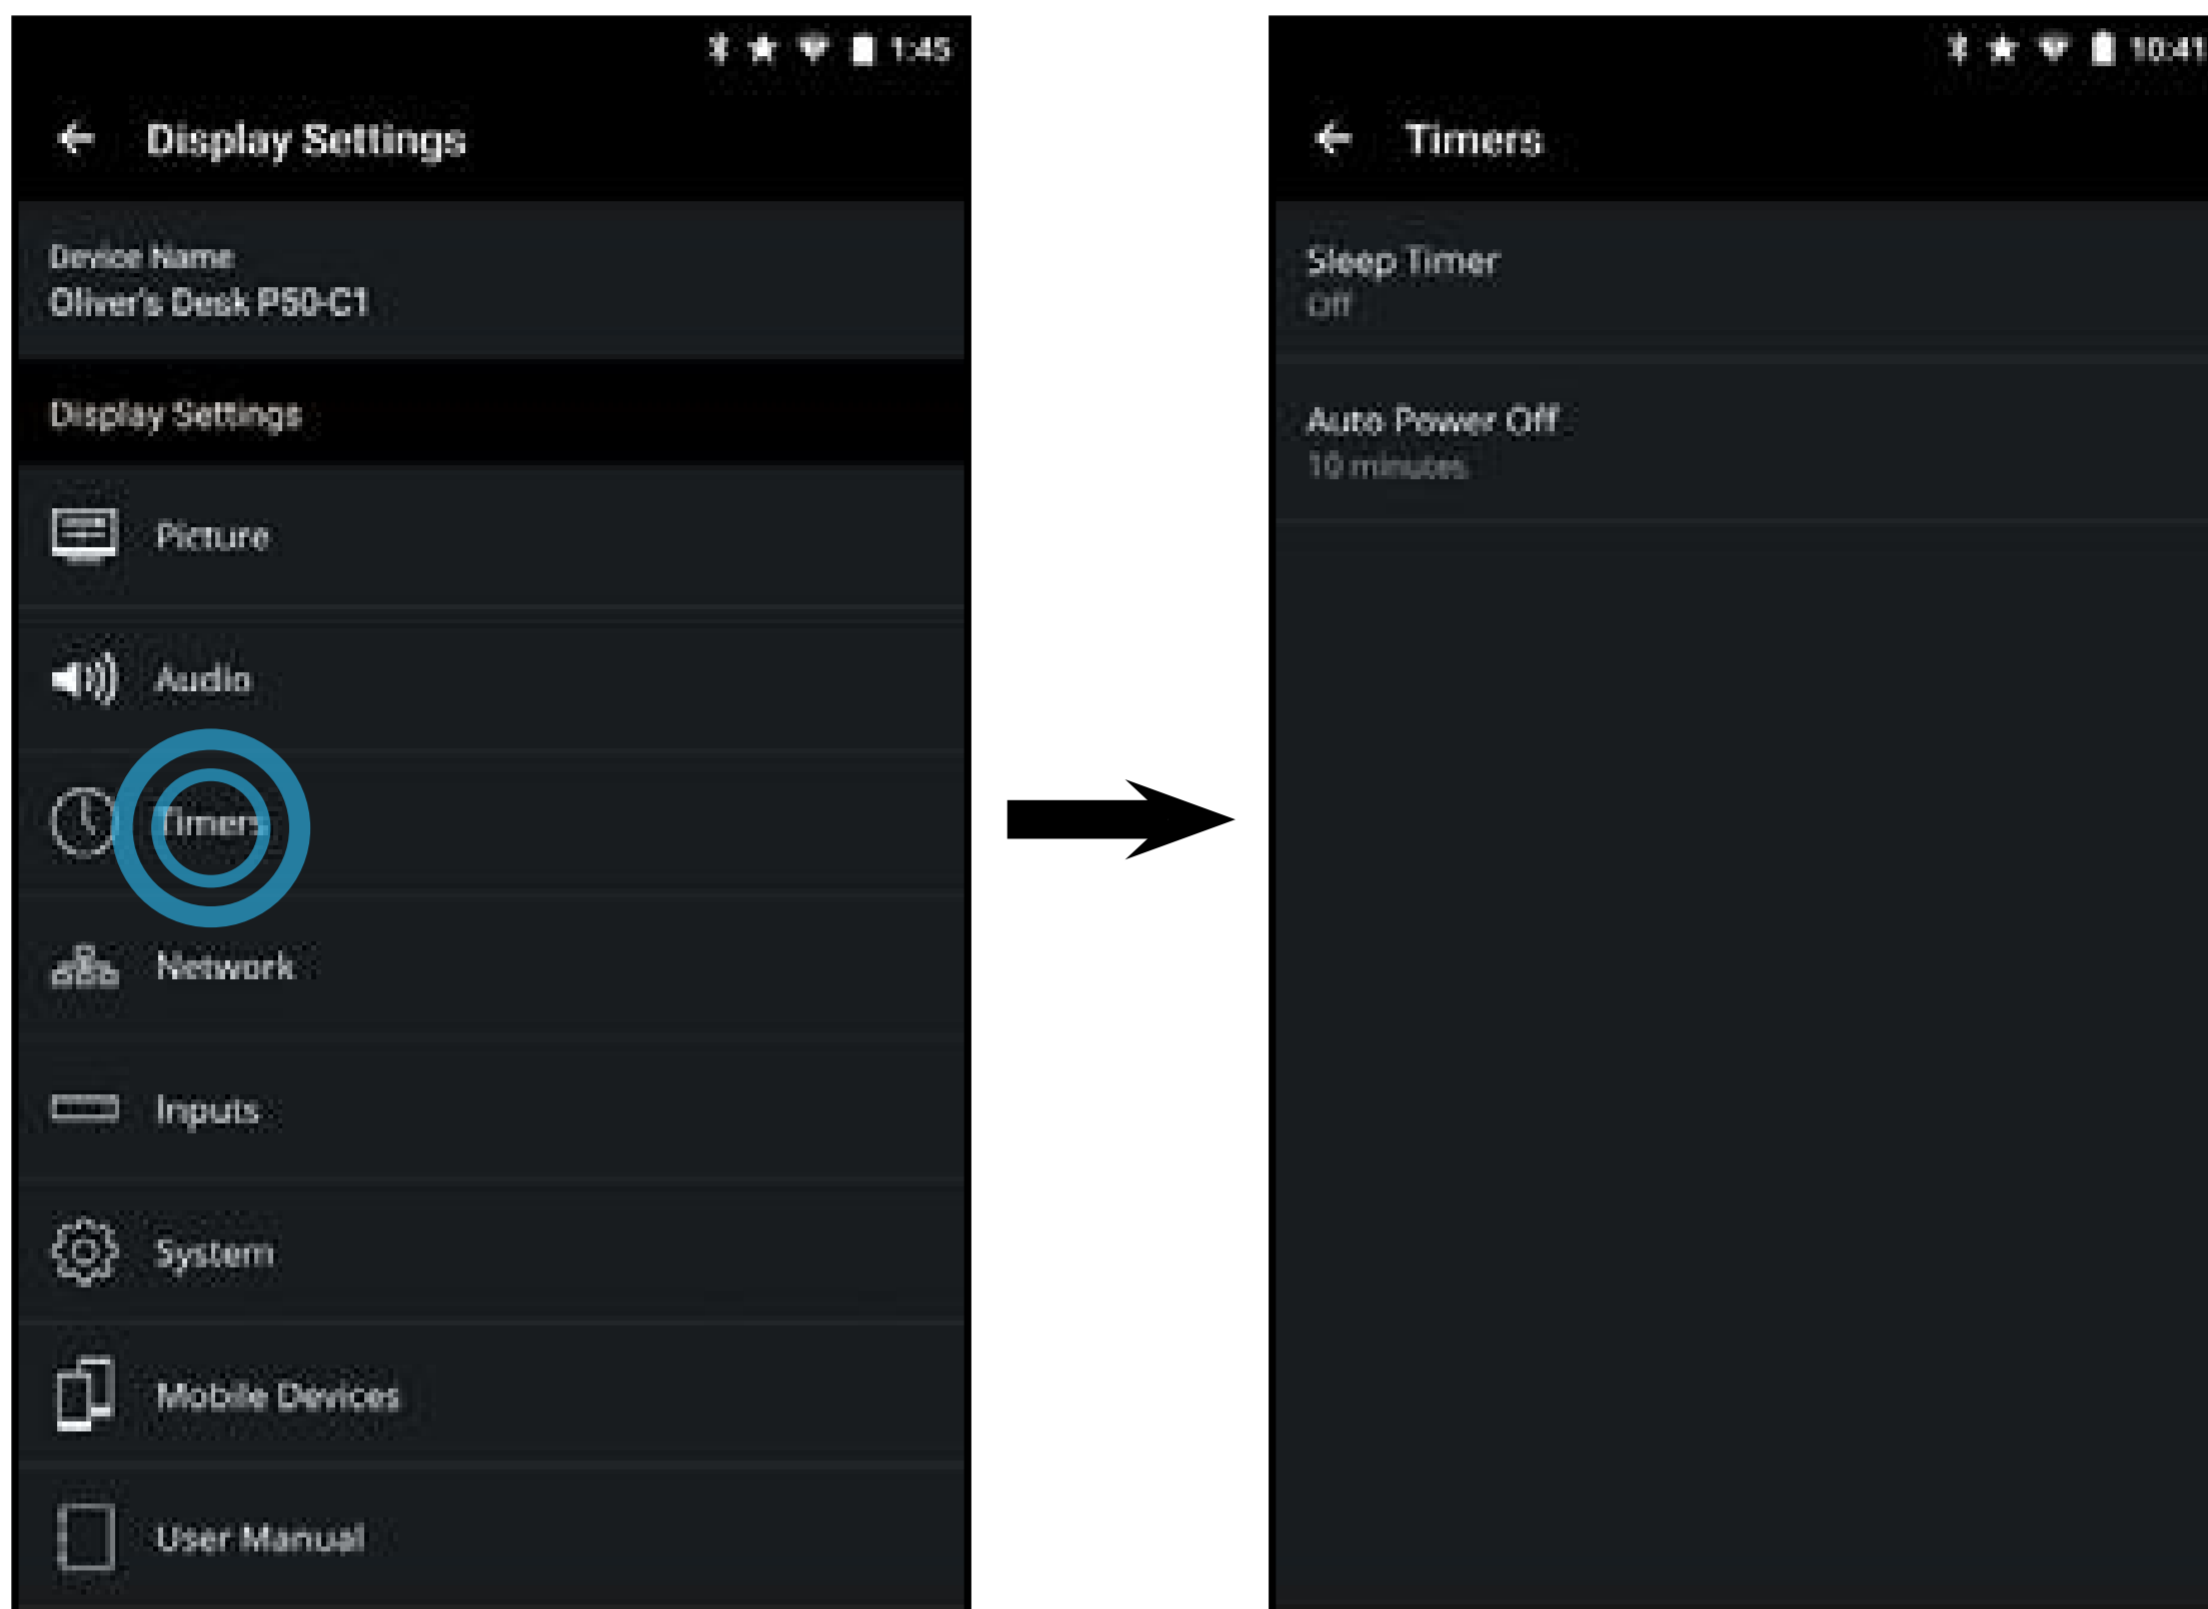 1:45
Display Settings
Device Name
Oliver's Desk P50-C1
Display Settings
Picture
Audio
Timers
Network
Inputs
System
Mobile Devices
User Manual
10:41
Timers
Sleep Timer
Off
Auto Power Off
10 minutes